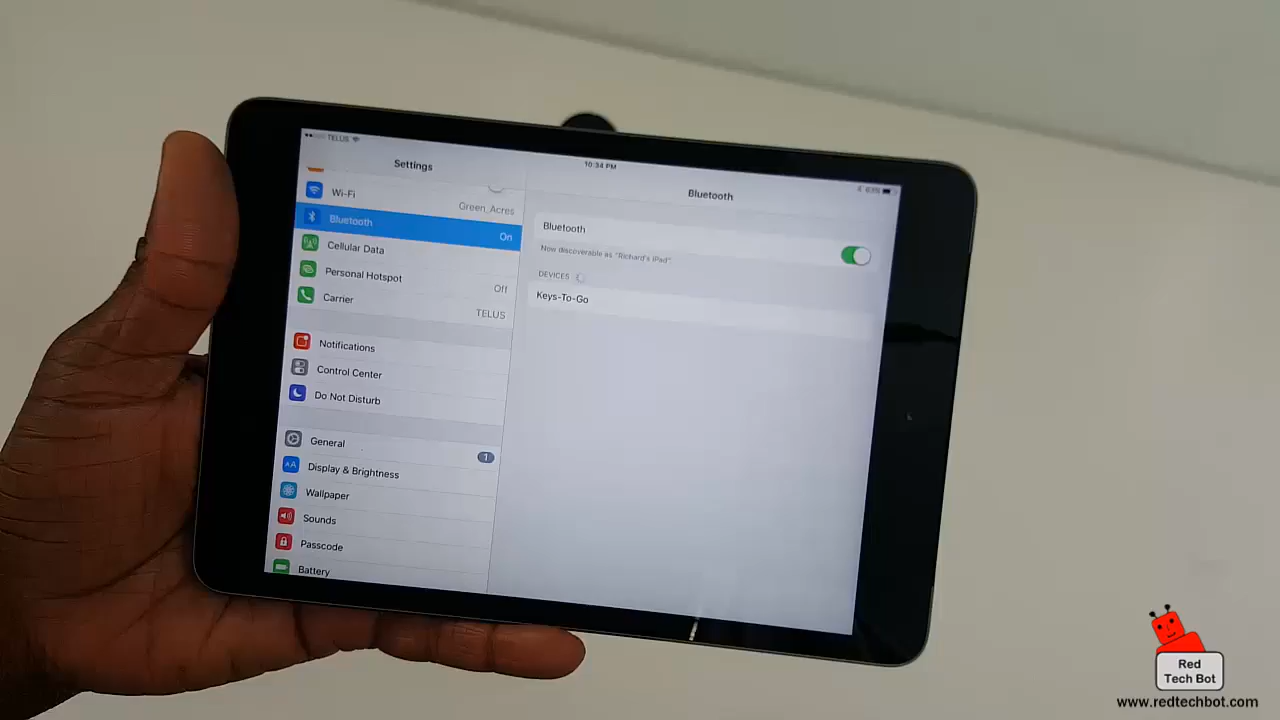 TELUS
10:34 PM
Settings
Bluetooth
Wi-Fi
Green_Acres
Bluetooth
On
Cellular Data
Personal Hotspot
Off
Carrier
TELUS
Notifications
Control Center
Do Not Disturb
General
1
Display & Brightness
AA
Wallpaper
Sounds
Passcode
Battery
Bluetooth
Now discoverable as "Richard's iPad"
DEVICES
Keys-To-Go
Red
Tech Bot
www.redtechbot.com